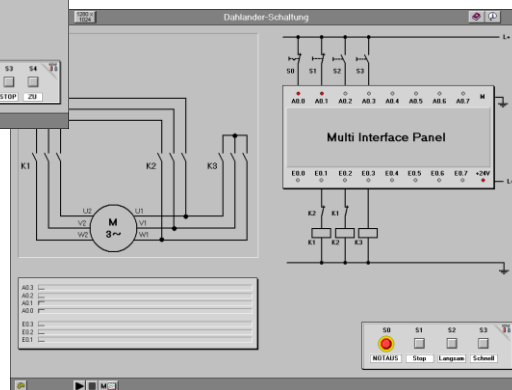 1280 x
1024
Dahlander-Schaltung
S3 S4
STOP ZU
L+
S0 S1 S2 S3
A0.0 A0.1 A0.2 A0.3 A0.4 A0.5 A0.6 A0.7 M
Multi Interface Panel
E0.0 E0.1 E0.2 E0.3 E0.4 E0.5 E0.6 E0.7 +24V
K1 K2 K3
U2 U1
V2 M V1
W2 3~ W1
K2 K1
K1 K2 K3
A0.3
A0.2
A0.1
A0.0
E0.3
E0.2
E0.1
S0 S1 S2 S3
NOTAUS Stop Langsam Schnell
M